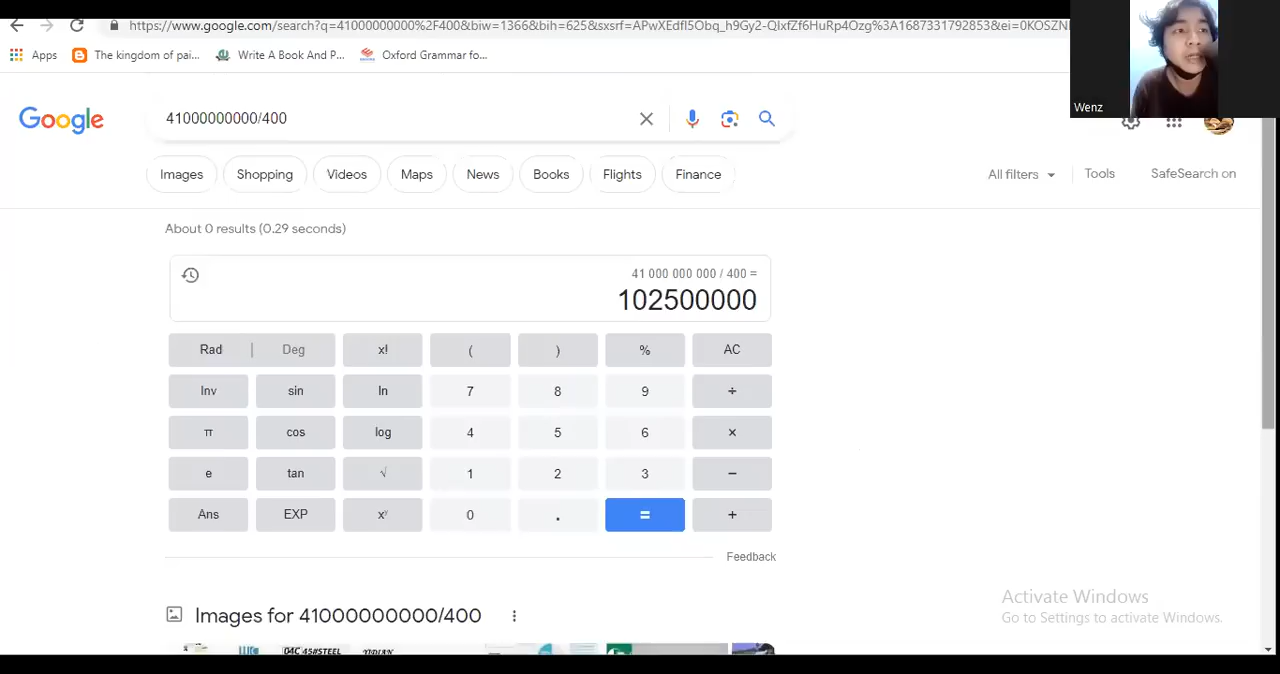 https://www.google.com/search?q=41000000000%2F400&biw=1366&bih=625&sxsrf=APwXEdfl5Obq_h9Gy2-QIxfZf6HuRp4Ozg%3A1687331792853&ei=0KOSZN
Apps The kingdom of pai... Write A Book And P... Oxford Grammar fo...
Wenz
Google 41000000000/400
Images Shopping Videos Maps News Books Flights Finance All filters Tools SafeSearch on
About 0 results (0.29 seconds)
41 000 000 000 / 400 =
102500000
Rad | Deg x! ( ) % AC
Inv sin ln 7 8 9 ÷
π cos log 4 5 6 ×
e tan √ 1 2 3 −
Ans EXP xʸ 0 . = +
Feedback
Images for 41000000000/400
Activate Windows
Go to Settings to activate Windows.